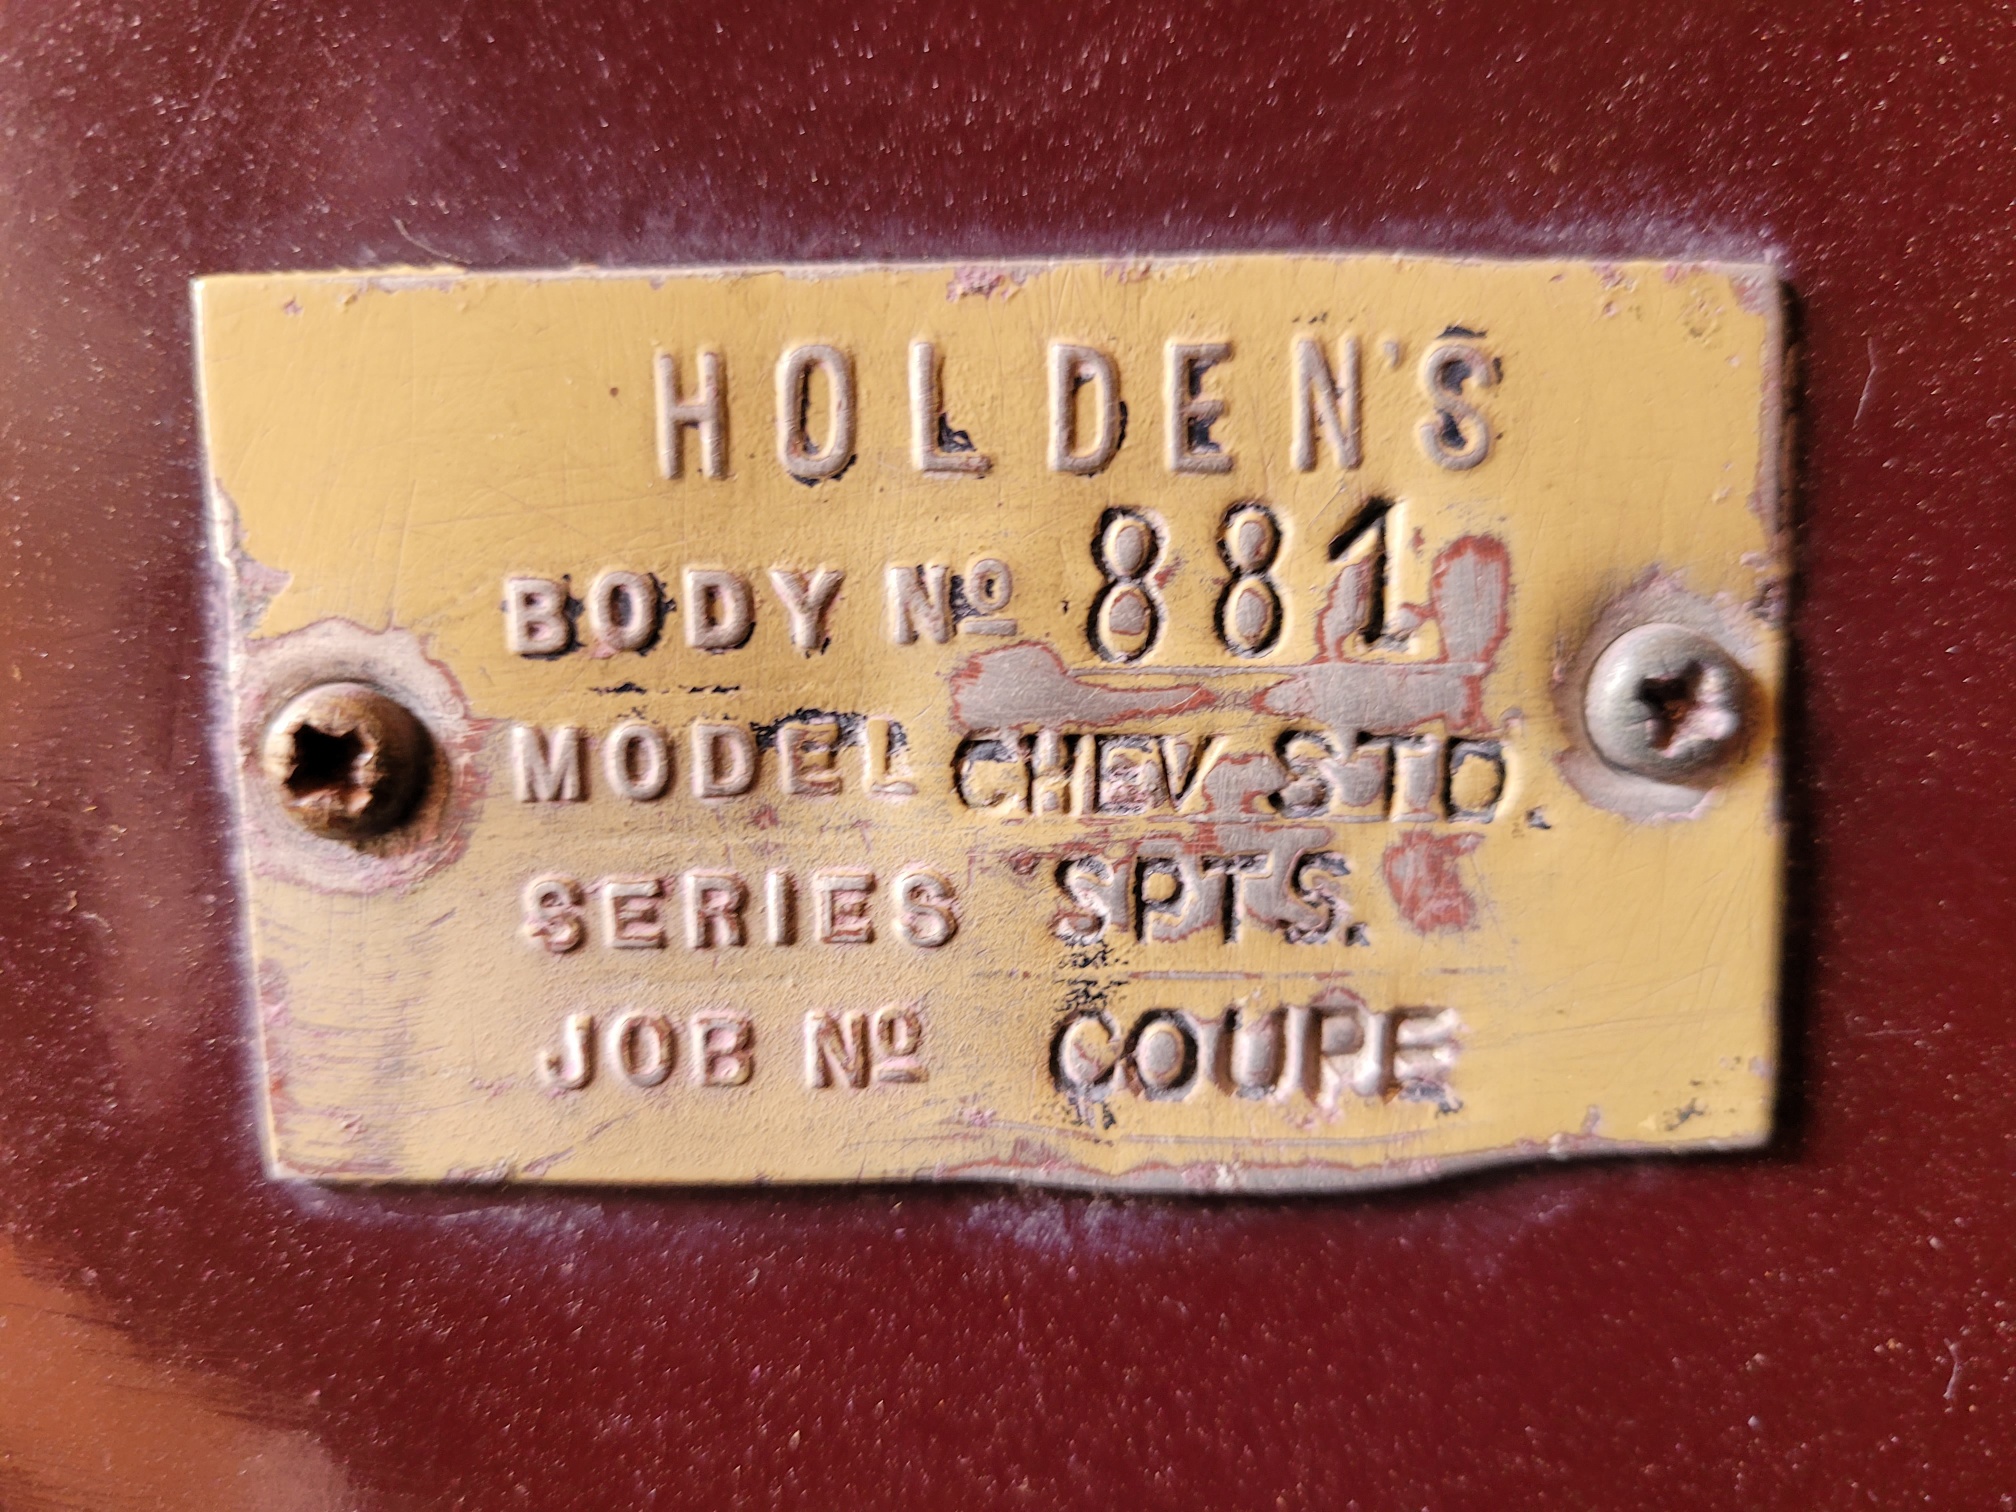 HOLDEN'S
BODY Nº 881
MODEL CHEV STD.
SERIES SPTS.
JOB Nº COUPE